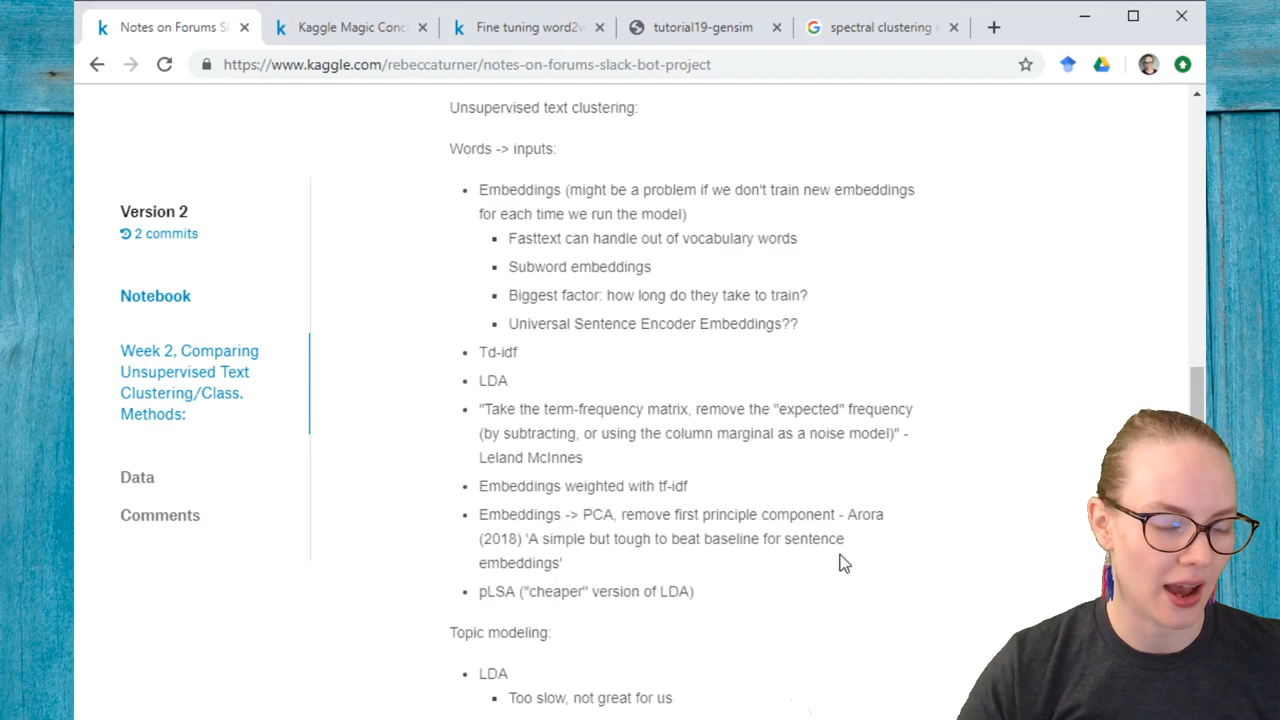 Notes on Forums Sl
Kaggle Magic Conc
Fine tuning word2v
tutorial19-gensim
spectral clustering
https://www.kaggle.com/rebeccaturner/notes-on-forums-slack-bot-project
Version 2
2 commits
Notebook
Week 2, Comparing
Unsupervised Text
Clustering/Class.
Methods:
Data
Comments
Unsupervised text clustering:
Words -> inputs:
Embeddings (might be a problem if we don't train new embeddings
for each time we run the model)
Fasttext can handle out of vocabulary words
Subword embeddings
Biggest factor: how long do they take to train?
Universal Sentence Encoder Embeddings??
Td-idf
LDA
"Take the term-frequency matrix, remove the "expected" frequency
(by subtracting, or using the column marginal as a noise model)" -
Leland McInnes
Embeddings weighted with tf-idf
Embeddings -> PCA, remove first principle component - Arora
(2018) 'A simple but tough to beat baseline for sentence
embeddings'
pLSA ("cheaper" version of LDA)
Topic modeling:
LDA
Too slow, not great for us